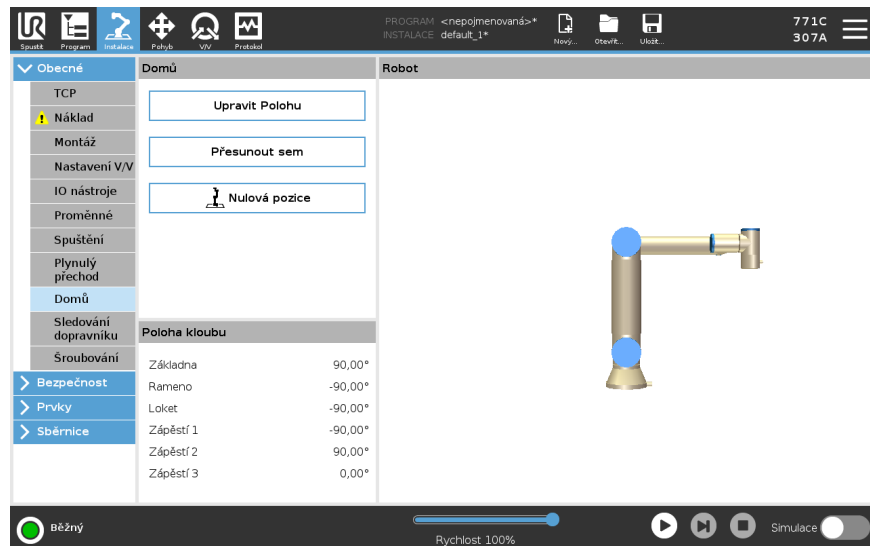 UR
Spustit Program Instalace Pohyb V/V Protokol
PROGRAM <nepojmenovaná>*
INSTALACE default_1*
Nový... Otevřít... Uložit...
771C
307A
Obecné
TCP
Náklad
Montáž
Nastavení V/V
IO nástroje
Proměnné
Spuštění
Plynulý
přechod
Domů
Sledování
dopravníku
Šroubování
Bezpečnost
Prvky
Sběrnice
Domů
Upravit Polohu
Přesunout sem
Nulová pozice
Poloha kloubu
Základna 90,00°
Rameno -90,00°
Loket -90,00°
Zápěstí 1 -90,00°
Zápěstí 2 90,00°
Zápěstí 3 0,00°
Robot
Běžný
Rychlost 100%
Simulace